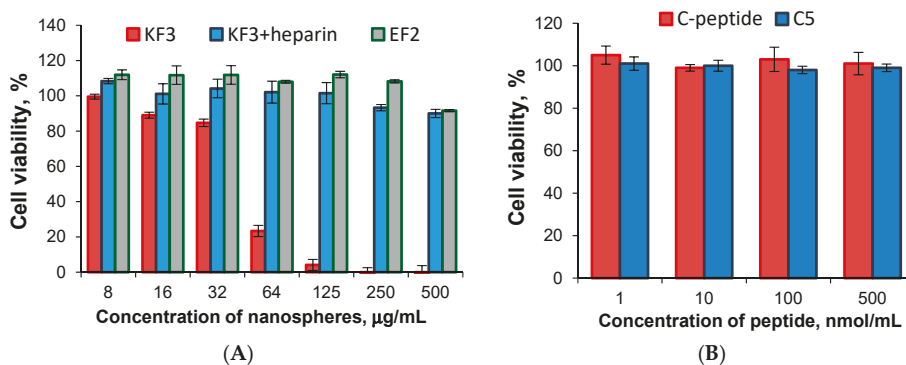 KF3 KF3+heparin EF2
Cell viability, %
140
120
100
80
60
40
20
0
8 16 32 64 125 250 500
Concentration of nanospheres, µg/mL
(A)
C-peptide C5
Cell viability, %
120
100
80
60
40
20
0
1 10 100 500
Concentration of peptide, nmol/mL
(B)